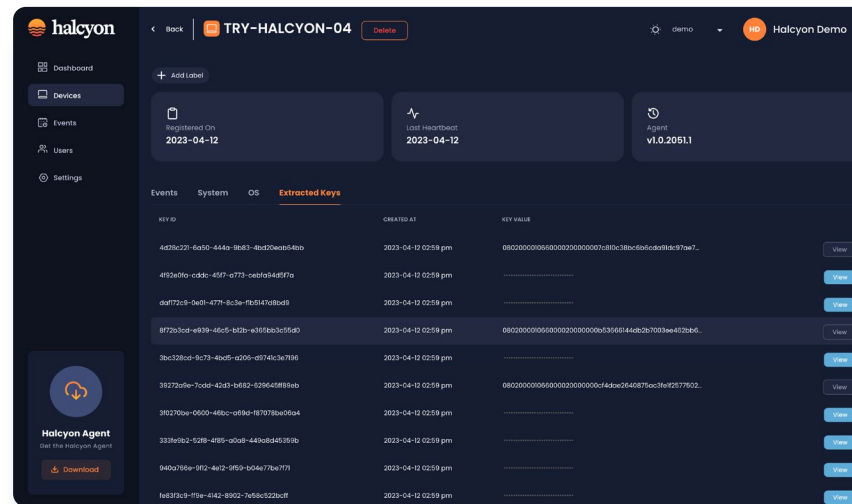 halcyon
Back
TRY-HALCYON-04
Delete
demo
HD
Halcyon Demo
Dashboard
Devices
Events
Users
Settings
Add Label
Registered On
2023-04-12
Last Heartbeat
2023-04-12
Agent
v1.0.2051.1
Events System OS Extracted Keys
KEY ID CREATED AT KEY VALUE
4d28c221-6a50-444a-9b83-4bd20eab64bb 2023-04-12 02:59 pm View
4f92e0fa-cddc-45f7-a773-cebfa94d5f7a 2023-04-12 02:59 pm View
daf172c9-0e01-477f-8c3e-f1b5147d8bd9 2023-04-12 02:59 pm View
8f72b3cd-e939-46c5-b12b-e365bb3c55d0 2023-04-12 02:59 pm View
3bc328cd-9c73-4bd5-a206-d9741c3e7196 2023-04-12 02:59 pm View
39272a9e-7cdd-42d3-b682-629645ff89eb 2023-04-12 02:59 pm View
3f0270be-0600-46bc-a69d-f87078be06a4 2023-04-12 02:59 pm View
333fe9b2-52f8-4f85-a0a8-449a8d45359b 2023-04-12 02:59 pm View
940a766e-9f12-4e12-9f59-b04e77be7f71 2023-04-12 02:59 pm View
fe83f3c9-ff9e-4142-8902-7e58c522bcff 2023-04-12 02:59 pm View
Halcyon Agent
Get the Halcyon Agent
Download